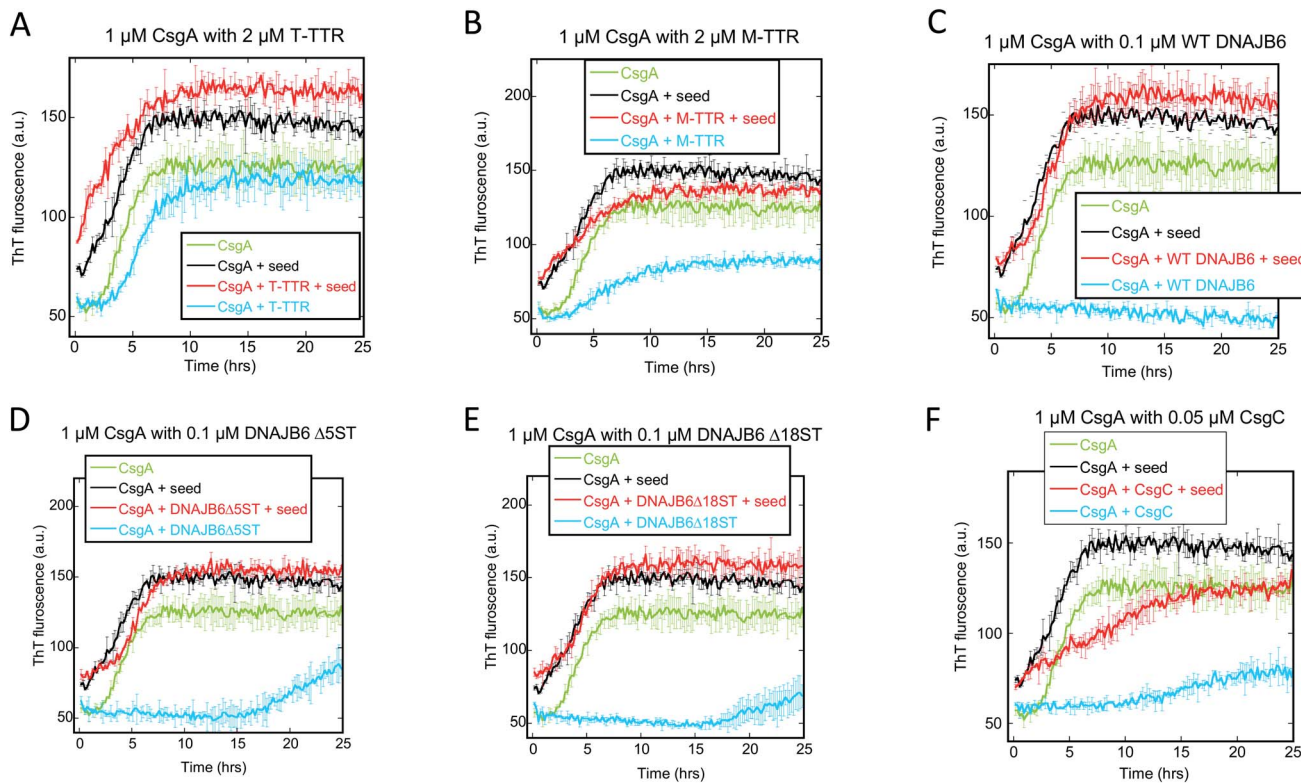 A
1 µM CsgA with 2 µM T-TTR
ThT fluroscence (a.u.)
150
100
50
CsgA
CsgA + seed
CsgA + T-TTR + seed
CsgA + T-TTR
0 5 10 15 20 25
Time (hrs)
B
1 µM CsgA with 2 µM M-TTR
ThT fluroscence (a.u.)
200
150
100
50
CsgA
CsgA + seed
CsgA + M-TTR + seed
CsgA + M-TTR
0 5 10 15 20 25
Time (hrs)
C
1 µM CsgA with 0.1 µM WT DNAJB6
ThT fluroscence (a.u.)
150
100
50
CsgA
CsgA + seed
CsgA + WT DNAJB6 + seed
CsgA + WT DNAJB6
0 5 10 15 20 25
Time (hrs)
D
1 µM CsgA with 0.1 µM DNAJB6 Δ5ST
CsgA
CsgA + seed
CsgA + DNAJB6Δ5ST + seed
CsgA + DNAJB6Δ5ST
ThT fluroscence (a.u.)
200
150
100
50
0 5 10 15 20 25
Time (hrs)
E
1 µM CsgA with 0.1 µM DNAJB6 Δ18ST
CsgA
CsgA + seed
CsgA + DNAJB6Δ18ST + seed
CsgA + DNAJB6Δ18ST
ThT fluroscence (a.u.)
200
150
100
50
0 5 10 15 20 25
Time (hrs)
F
1 µM CsgA with 0.05 µM CsgC
CsgA
CsgA + seed
CsgA + CsgC + seed
CsgA + CsgC
ThT fluroscence (a.u.)
200
150
100
50
0 5 10 15 20 25
Time (hrs)